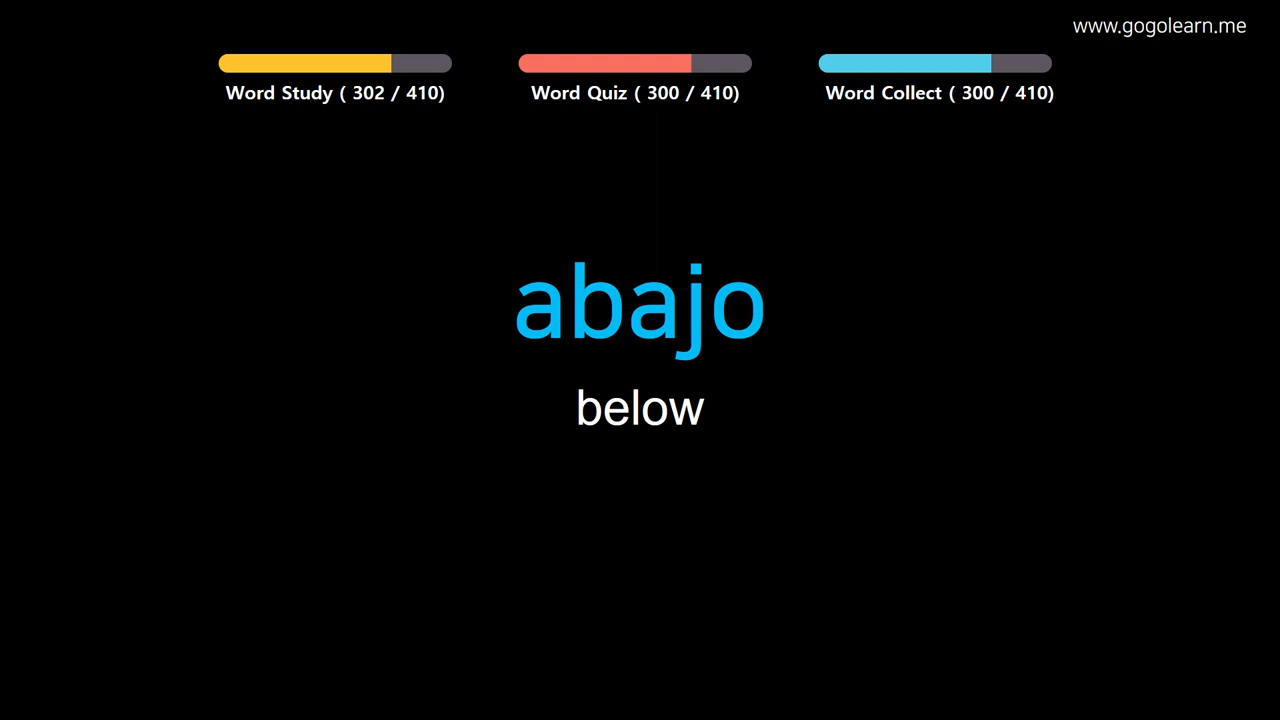 www.gogolearn.me
Word Study ( 302 / 410)
Word Quiz ( 300 / 410)
Word Collect ( 300 / 410)
abajo
below